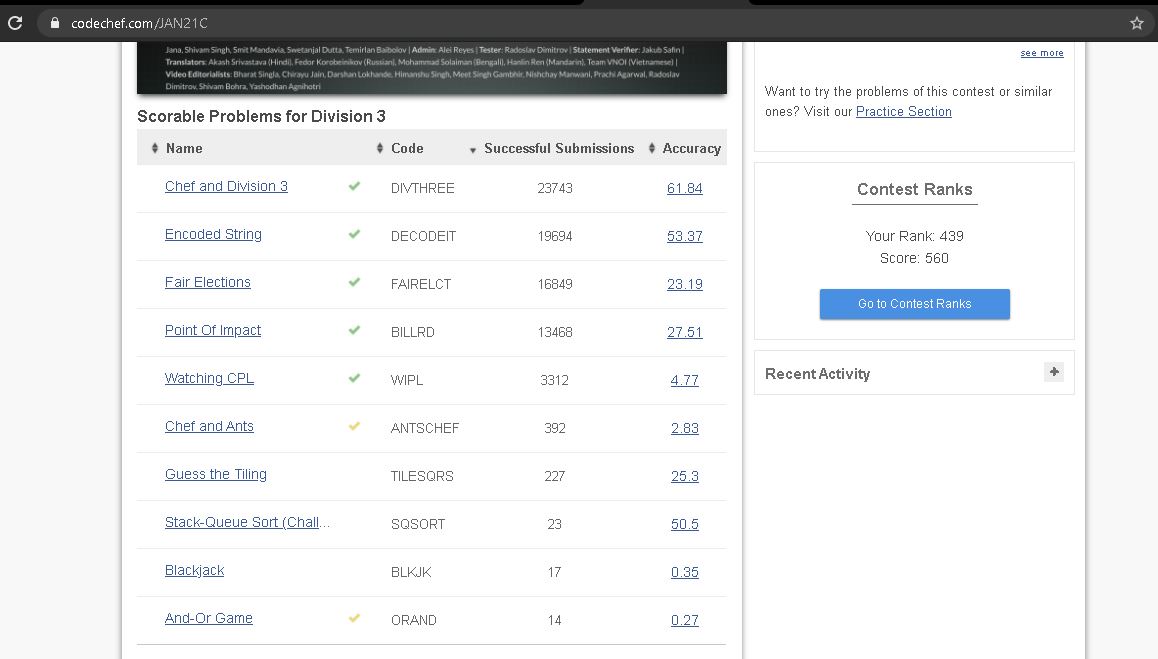 codechef.com/JAN21C
Jana, Shivam Singh, Smit Mandavia, Swetanjal Dutta, Temirlan Baibolov | Admin: Alei Reyes | Tester: Radoslav Dimitrov | Statement Verifier: Jakub Safin |
Translators: Akash Srivastava (Hindi), Fedor Korobeinikov (Russian), Mohammad Solaiman (Bengali), Hanlin Ren (Mandarin), Team VNOI (Vietnamese) |
Video Editorialists: Bharat Singla, Chirayu Jain, Darshan Lokhande, Himanshu Singh, Meet Singh Gambhir, Nishchay Manwani, Prachi Agarwal, Radoslav
Dimitrov, Shivam Bohra, Yashodhan Agnihotri
Scorable Problems for Division 3
Name Code Successful Submissions Accuracy
Chef and Division 3 DIVTHREE 23743 61.84
Encoded String DECODEIT 19694 53.37
Fair Elections FAIRELCT 16849 23.19
Point Of Impact BILLRD 13468 27.51
Watching CPL WIPL 3312 4.77
Chef and Ants ANTSCHEF 392 2.83
Guess the Tiling TILESQRS 227 25.3
Stack-Queue Sort (Chall... SQSORT 23 50.5
Blackjack BLKJK 17 0.35
And-Or Game ORAND 14 0.27
see more
Want to try the problems of this contest or similar
ones? Visit our Practice Section
Contest Ranks
Your Rank: 439
Score: 560
Go to Contest Ranks
Recent Activity +